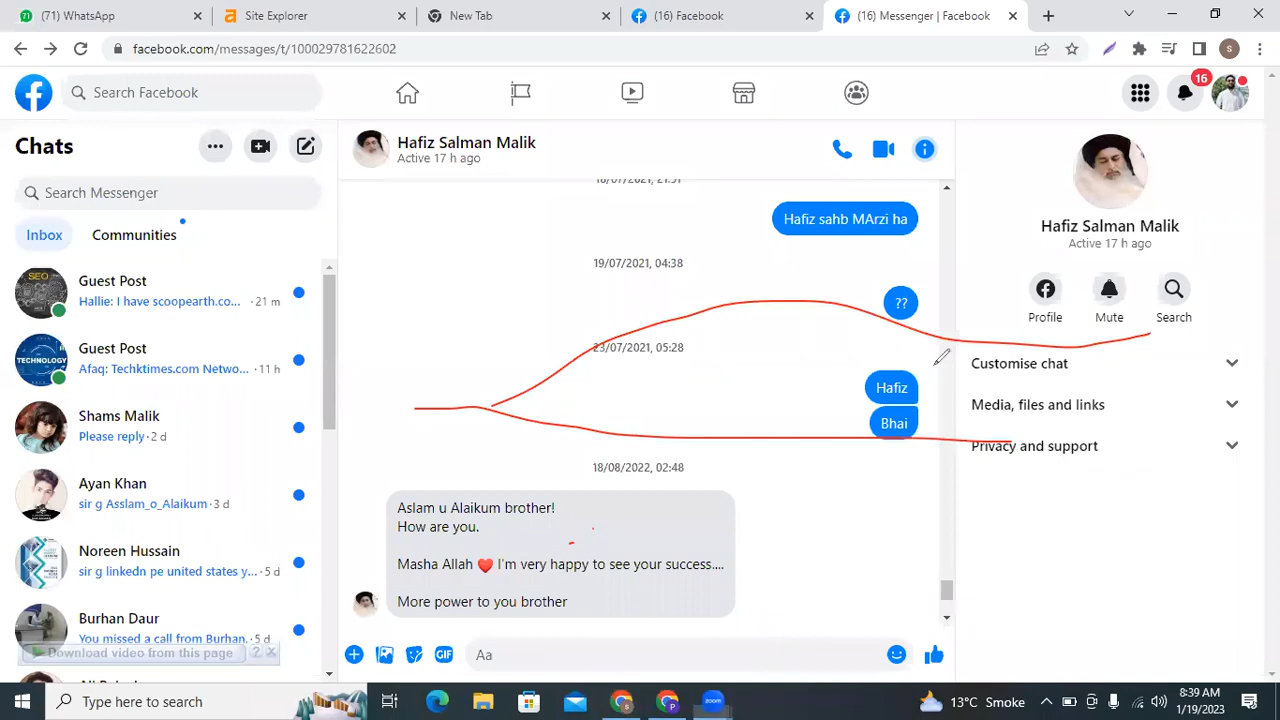 (71) WhatsApp
Site Explorer
New Tab
(16) Facebook
(16) Messenger | Facebook
facebook.com/messages/t/100029781622602
S
Search Facebook
16
Chats
Search Messenger
Inbox
Communities
Guest Post
Hallie: I have scoopearth.co... · 21 m
Guest Post
Afaq: Techktimes.com Netwo... · 11 h
Shams Malik
Please reply · 2 d
Ayan Khan
sir g Asslam_o_Alaikum · 3 d
Noreen Hussain
sir g linkedn pe united states y... · 5 d
Burhan Daur
You missed a call from Burhan. · 5 d
Download video from this page
Hafiz Salman Malik
Active 17 h ago
Hafiz sahb MArzi ha
19/07/2021, 04:38
??
23/07/2021, 05:28
Hafiz
Bhai
18/08/2022, 02:48
Aslam u Alaikum brother!
How are you.
Masha Allah ♥ I'm very happy to see your success....
More power to you brother
GIF
Aa
Hafiz Salman Malik
Active 17 h ago
Profile
Mute
Search
Customise chat
Media, files and links
Privacy and support
Type here to search
zoom
13°C Smoke
8:39 AM
1/19/2023